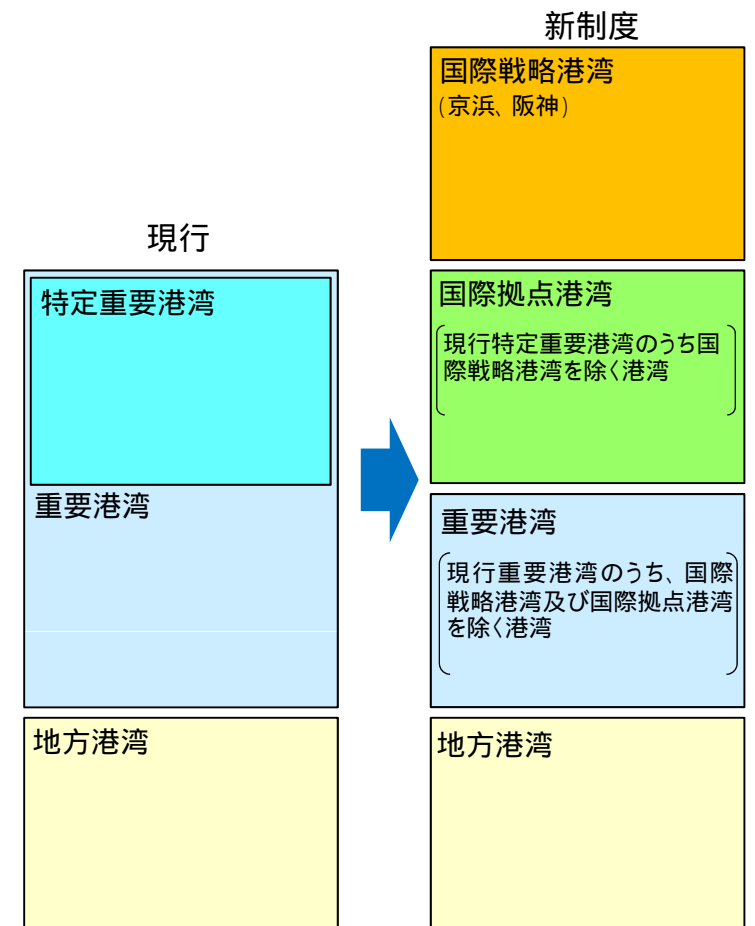 現行
特定重要港湾
重要港湾
地方港湾
新制度
国際戦略港湾
(京浜、阪神)
国際拠点港湾
現行特定重要港湾のうち国
際戦略港湾を除く港湾
重要港湾
現行重要港湾のうち、国際
戦略港湾及び国際拠点港湾
を除く港湾
地方港湾